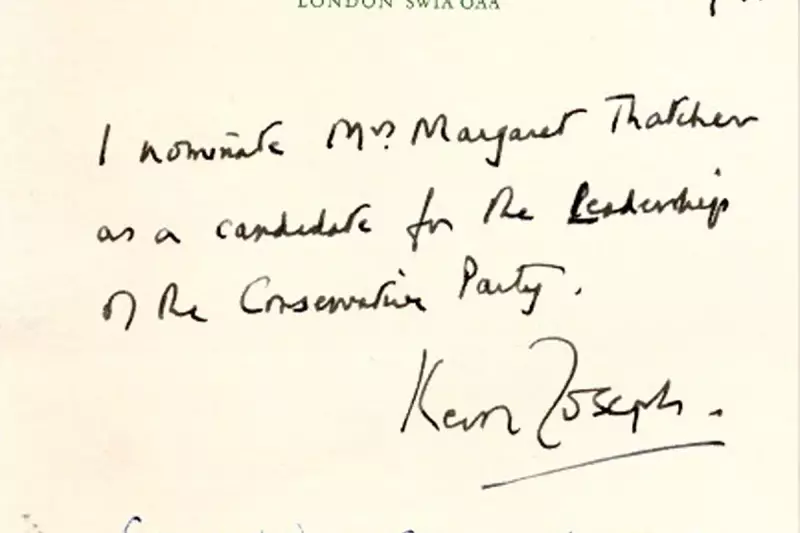 LONDON SW1A 0AA
I nominate Mrs Margaret Thatcher
as a candidate for the Leadership
of the Conservative Party.
Keith Joseph.